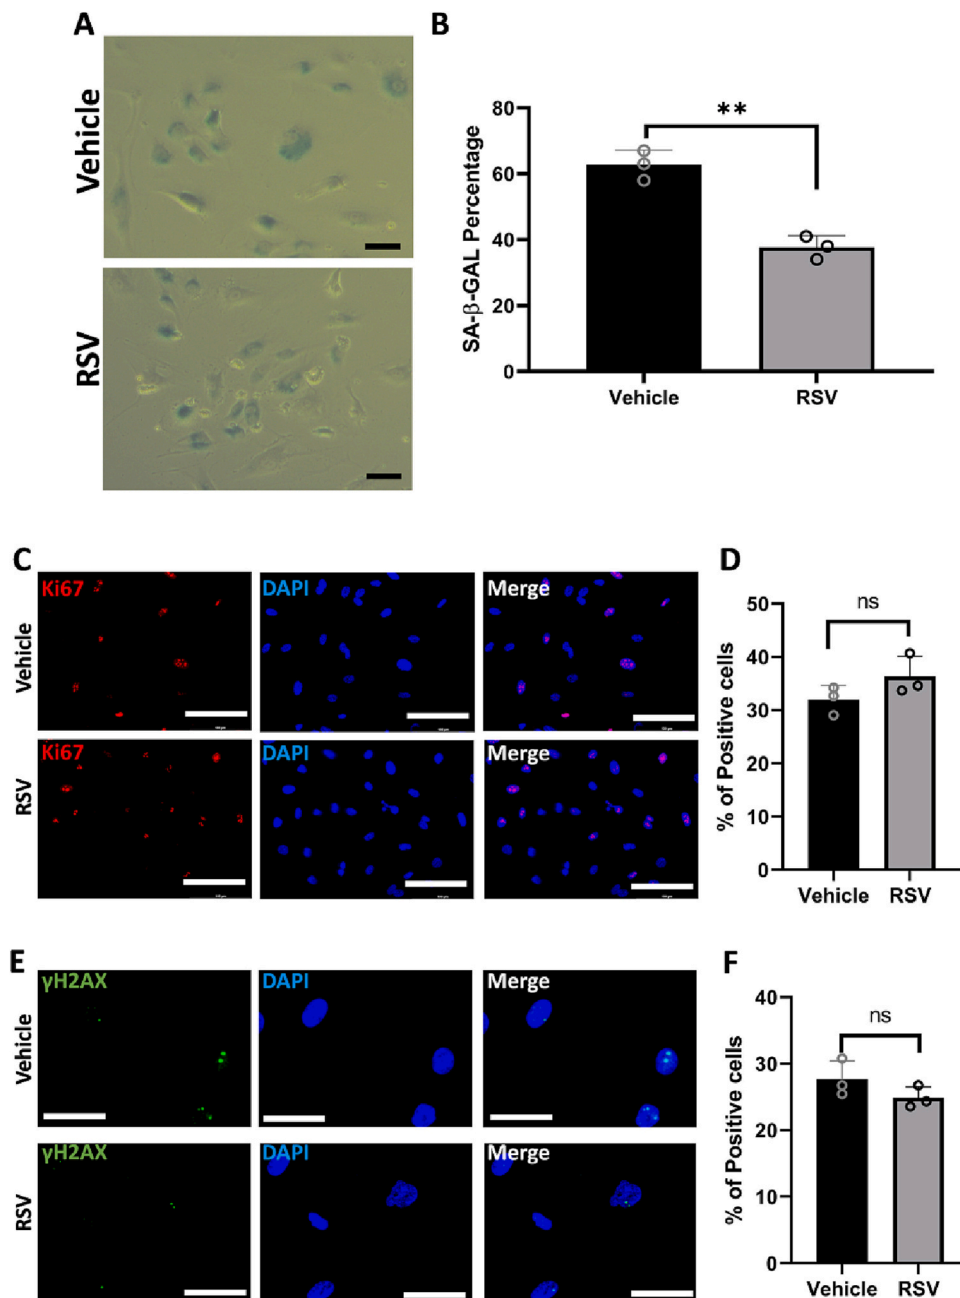 A
Vehicle
RSV
B
**
SA-β-GAL Percentage
80
60
40
20
0
Vehicle
RSV
C
Ki67
DAPI
Merge
Vehicle
Ki67
DAPI
Merge
RSV
D
ns
% of Positive cells
50
40
30
20
10
0
Vehicle
RSV
E
γH2AX
DAPI
Merge
Vehicle
γH2AX
DAPI
Merge
RSV
F
ns
% of Positive cells
40
30
20
10
0
Vehicle
RSV